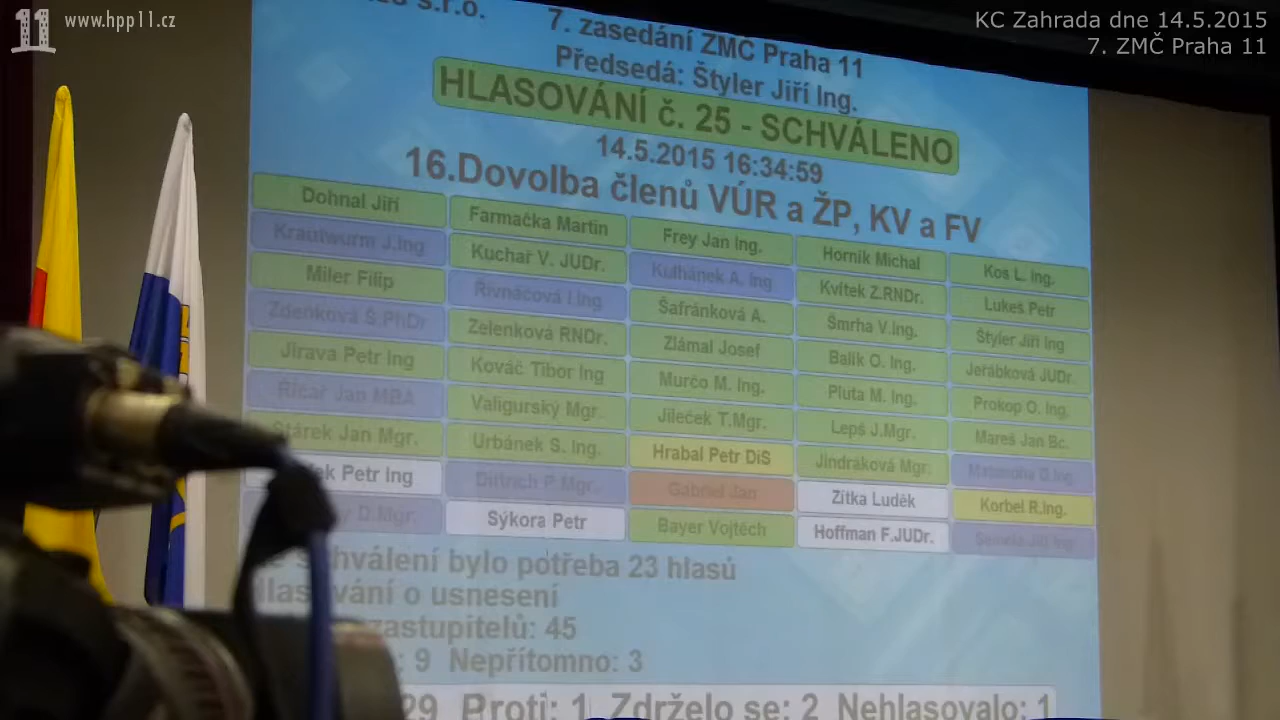 11 www.hpp11.cz
KC Zahrada dne 14.5.2015
7. ZMČ Praha 11
s.r.o.
7. zasedání ZMČ Praha 11
Předsedá: Štyler Jiří Ing.
HLASOVÁNÍ č. 25 - SCHVÁLENO
14.5.2015 16:34:59
16.Dovolba členů VÚR a ŽP, KV a FV
Dohnal Jiří Farmačka Martin Frey Jan Ing. Horník Michal Kos L. Ing.
Krautwurm J.Ing Kuchař V. JUDr. Kulhánek A. Ing Kvítek Z.RNDr. Lukeš Petr
Miler Filip Řivnáčová I.Ing Šafránková A. Šmrha V.Ing. Štyler Jiří Ing
Zdeňková Š.PhDr Zelenková RNDr. Zlámal Josef Balík O. Ing. Jeřábková JUDr.
Jirava Petr Ing Kováč Tibor Ing Murčo M. Ing. Pluta M. Ing. Prokop O. Ing.
Říčař Jan MBA Valigurský Mgr. Jileček T.Mgr. Lepš J.Mgr. Mareš Jan Bc.
Stárek Jan Mgr. Urbánek S. Ing. Hrabal Petr DiS Jindráková Mgr.
Petr Ing Dittrich P.Mgr. Gabriel Jan Zítka Luděk Korbel R.Ing.
D.Mgr. Sýkora Petr Bayer Vojtěch Hoffman F.JUDr.
schválení bylo potřeba 23 hlasů
o usnesení
zastupitelů: 45
: 9 Nepřítomno: 3
29 Proti: 1 Zdrželo se: 2 Nehlasovalo: 1